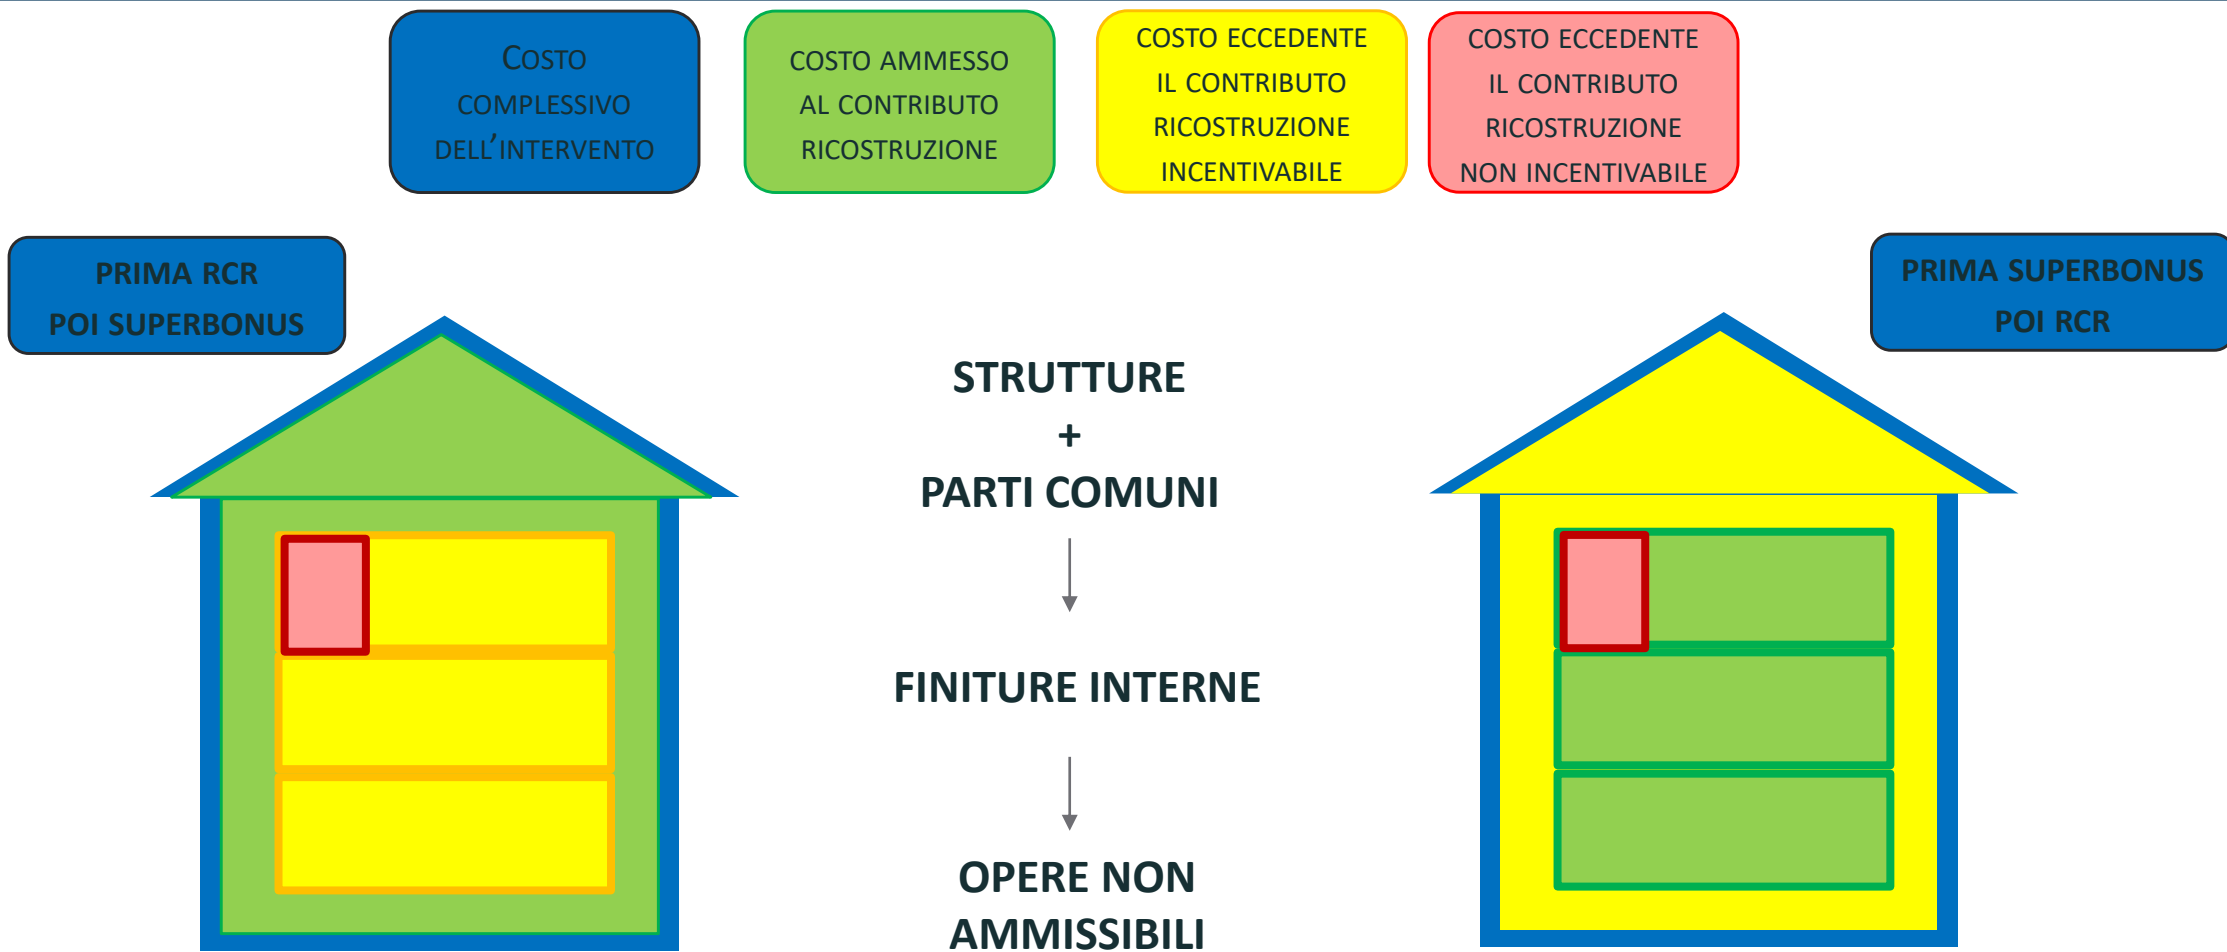 COSTO
COMPLESSIVO
DELL'INTERVENTO
COSTO AMMESSO
AL CONTRIBUTO
RICOSTRUZIONE
COSTO ECCEDENTE
IL CONTRIBUTO
RICOSTRUZIONE
INCENTIVABILE
COSTO ECCEDENTE
IL CONTRIBUTO
RICOSTRUZIONE
NON INCENTIVABILE
PRIMA RCR
POI SUPERBONUS
PRIMA SUPERBONUS
POI RCR
STRUTTURE
+
PARTI COMUNI
FINITURE INTERNE
OPERE NON
AMMISSIBILI